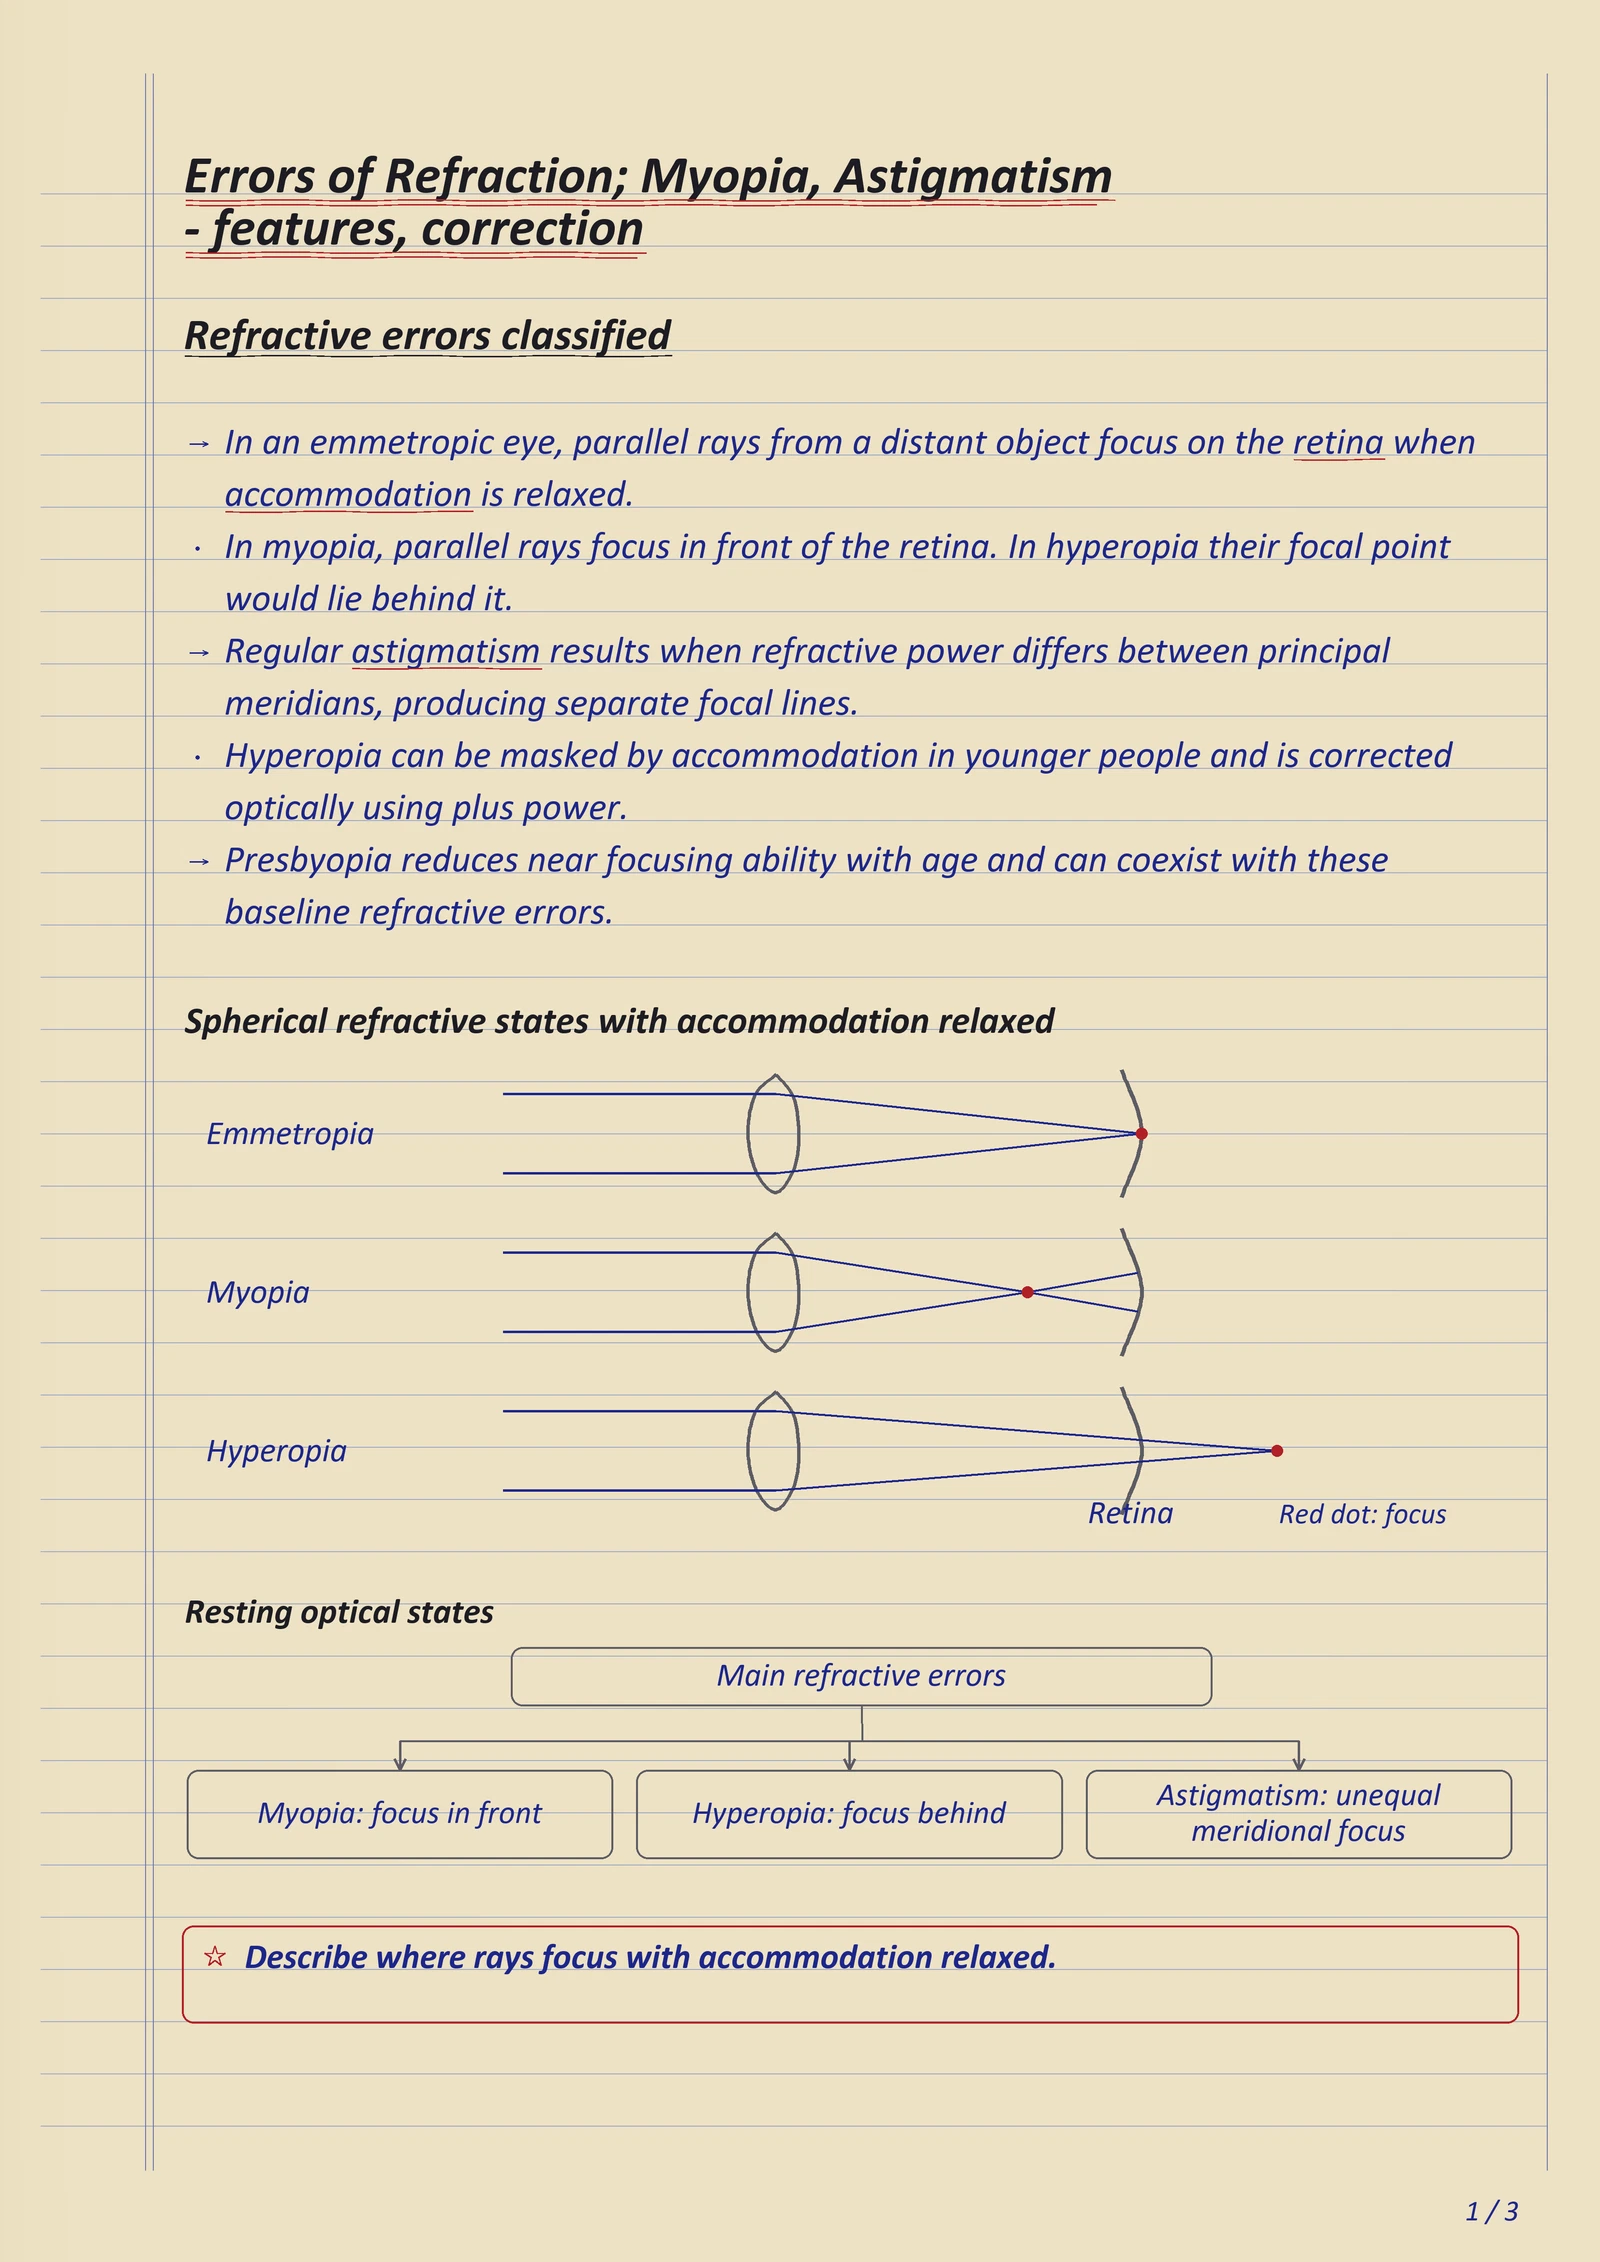 Errors of Refraction; Myopia, Astigmatism
- features, correction
Refractive errors classified
→ In an emmetropic eye, parallel rays from a distant object focus on the retina when
accommodation is relaxed.
· In myopia, parallel rays focus in front of the retina. In hyperopia their focal point
would lie behind it.
→ Regular astigmatism results when refractive power differs between principal
meridians, producing separate focal lines.
· Hyperopia can be masked by accommodation in younger people and is corrected
optically using plus power.
→ Presbyopia reduces near focusing ability with age and can coexist with these
baseline refractive errors.
Spherical refractive states with accommodation relaxed
Emmetropia
Myopia
Hyperopia
Retina
Red dot: focus
Resting optical states
Main refractive errors
Myopia: focus in front
Hyperopia: focus behind
Astigmatism: unequal
meridional focus
☆ Describe where rays focus with accommodation relaxed.
1 / 3